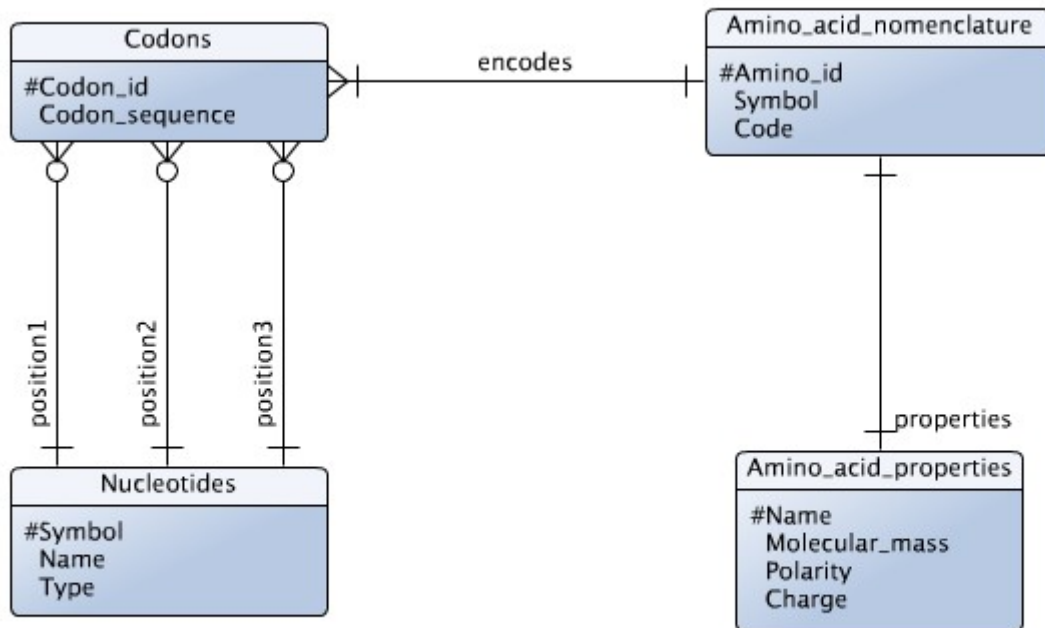 Codons
#Codon_id
Codon_sequence
encodes
Amino_acid_nomenclature
#Amino_id
Symbol
Code
position1
position2
position3
properties
Nucleotides
#Symbol
Name
Type
Amino_acid_properties
#Name
Molecular_mass
Polarity
Charge